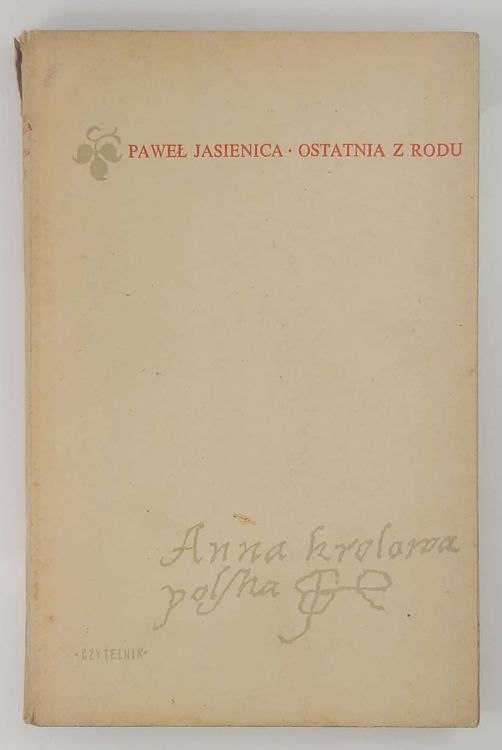 PAWEŁ JASIENICA · OSTATNIA Z RODU
Anna krolowa
polſka
·CZYTELNIK·